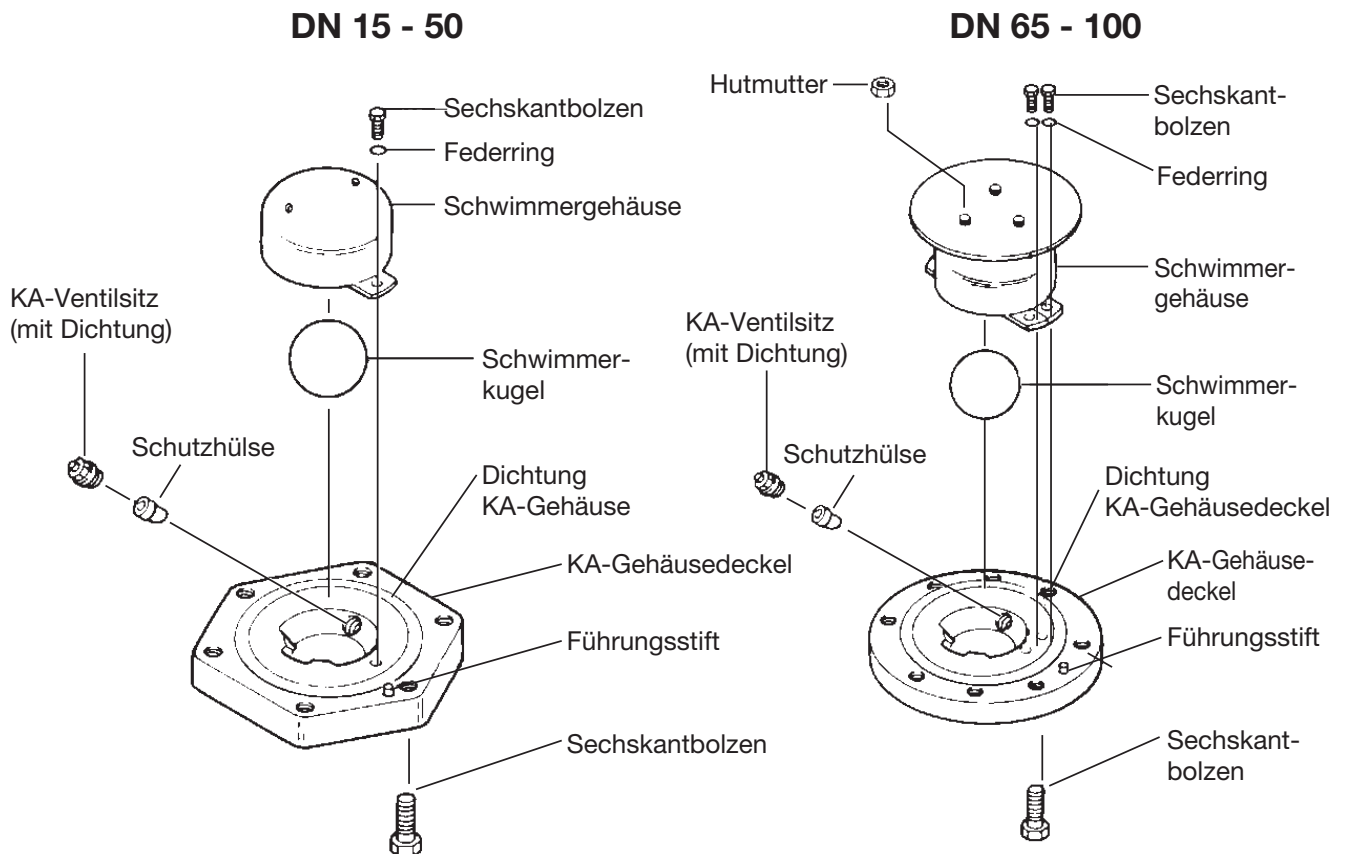 DN 15 - 50
Sechskantbolzen
Federring
Schwimmergehäuse
KA-Ventilsitz
(mit Dichtung)
Schwimmer-
kugel
Schutzhülse
Dichtung
KA-Gehäuse
KA-Gehäusedeckel
Führungsstift
Sechskantbolzen
DN 65 - 100
Hutmutter
Sechskant-
bolzen
Federring
Schwimmer-
gehäuse
KA-Ventilsitz
(mit Dichtung)
Schwimmer-
kugel
Schutzhülse
Dichtung
KA-Gehäusedeckel
KA-Gehäuse-
deckel
Führungsstift
Sechskant-
bolzen